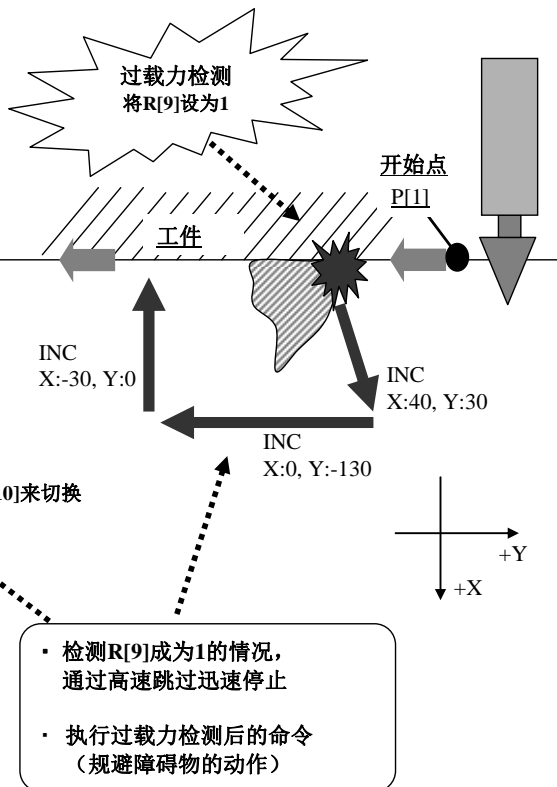 过载力检测
将R[9]设为1
开始点
P[1]
工件
INC
X:-30, Y:0
INC
X:40, Y:30
INC
X:0, Y:-130
0]来切换
+Y
+X
· 检测R[9]成为1的情况，
通过高速跳过迅速停止
· 执行过载力检测后的命令
（规避障碍物的动作）